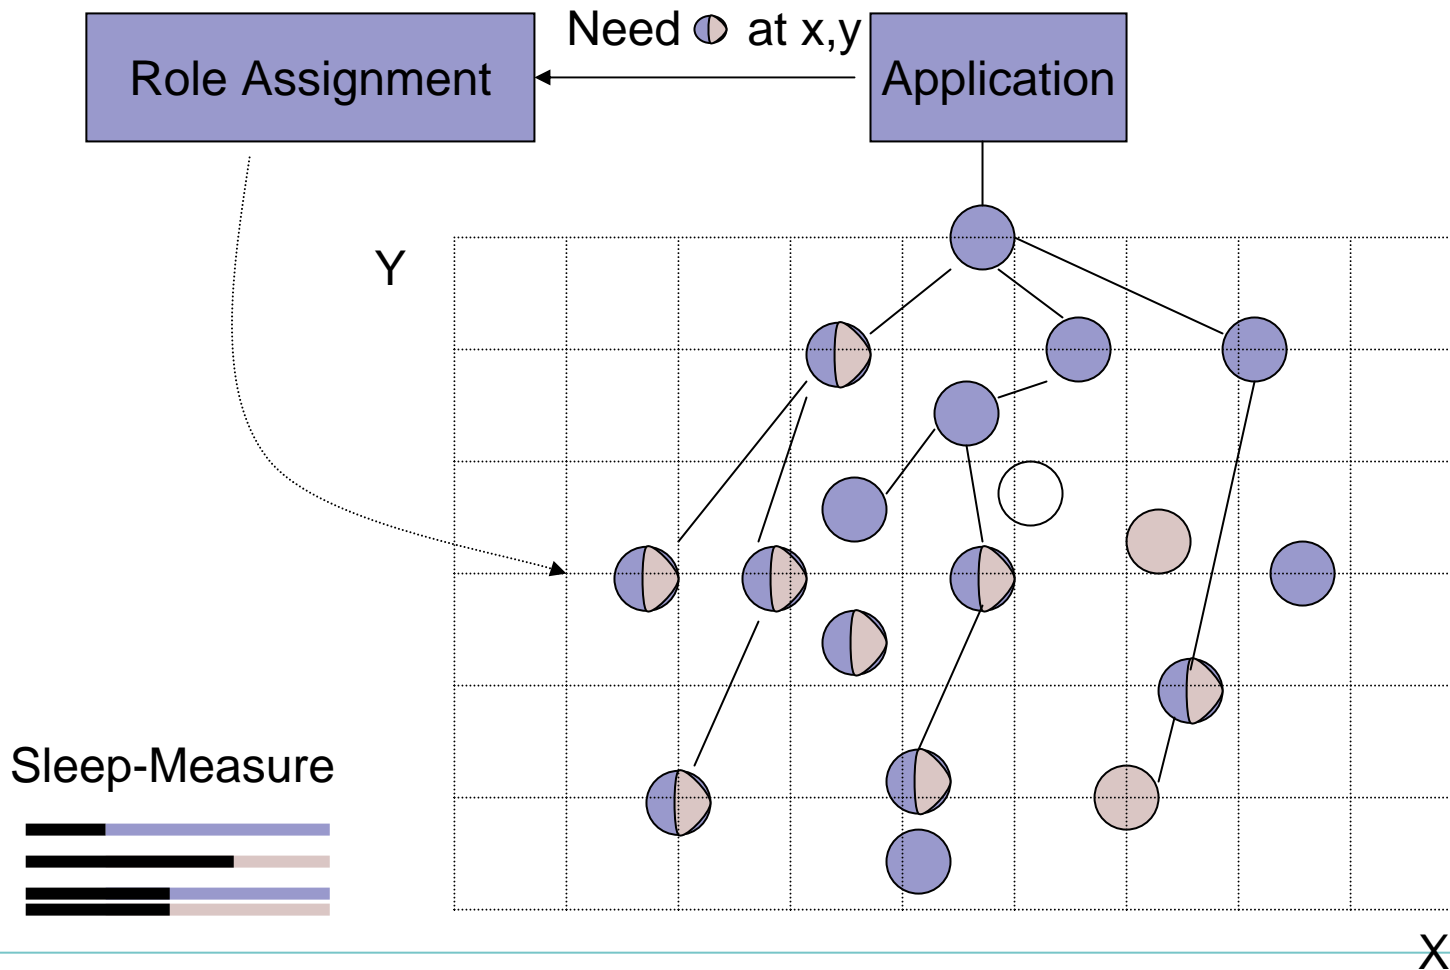 Need at x,y
Role Assignment
Application
Y
Sleep-Measure
X